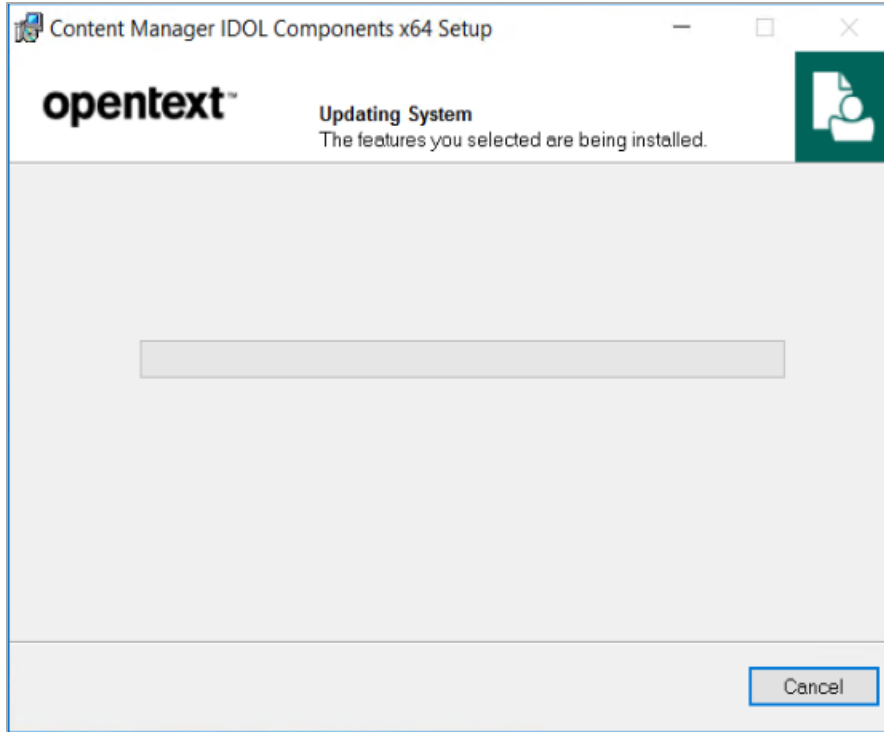 Content Manager IDOL Components x64 Setup
opentext™
Updating System
The features you selected are being installed.
Cancel